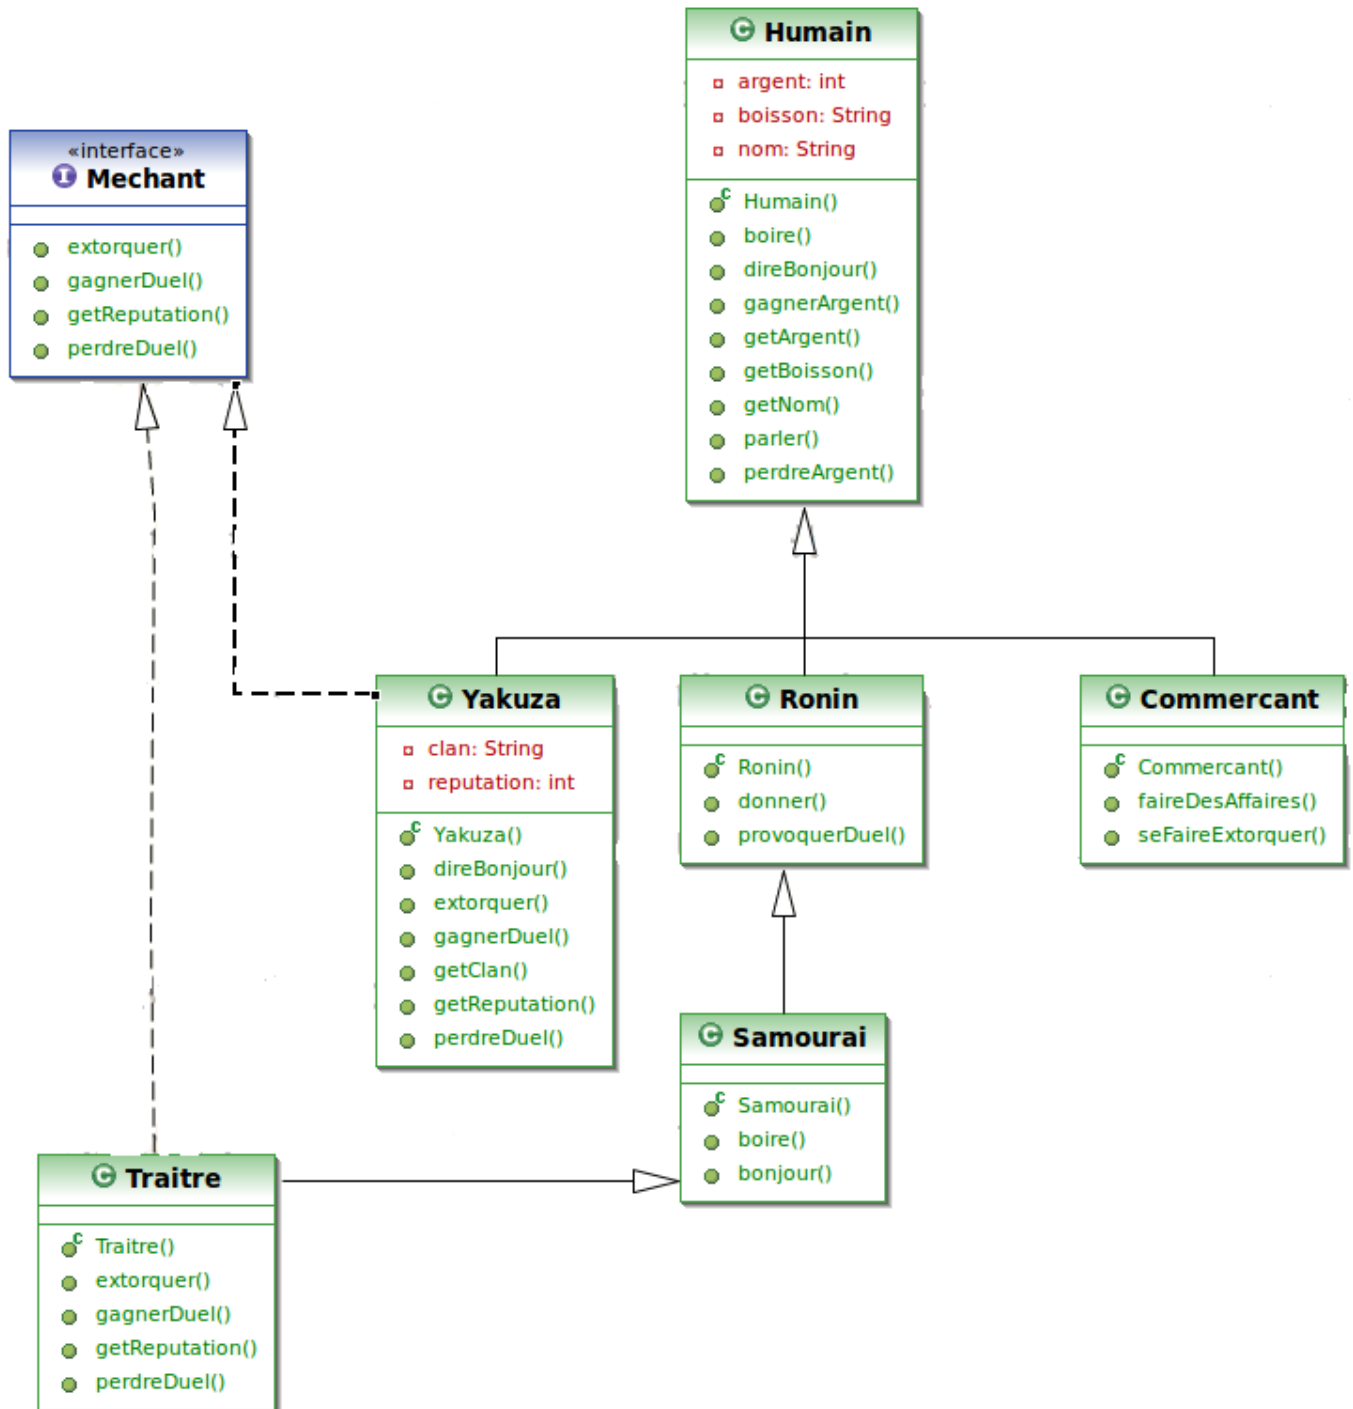 Humain
argent: int
boisson: String
nom: String
Humain()
boire()
direBonjour()
gagnerArgent()
getArgent()
getBoisson()
getNom()
parler()
perdreArgent()
«interface»
Mechant
extorquer()
gagnerDuel()
getReputation()
perdreDuel()
Yakuza
clan: String
reputation: int
Yakuza()
direBonjour()
extorquer()
gagnerDuel()
getClan()
getReputation()
perdreDuel()
Ronin
Ronin()
donner()
provoquerDuel()
Commercant
Commercant()
faireDesAffaires()
seFaireExtorquer()
Samourai
Samourai()
boire()
bonjour()
Traitre
Traitre()
extorquer()
gagnerDuel()
getReputation()
perdreDuel()